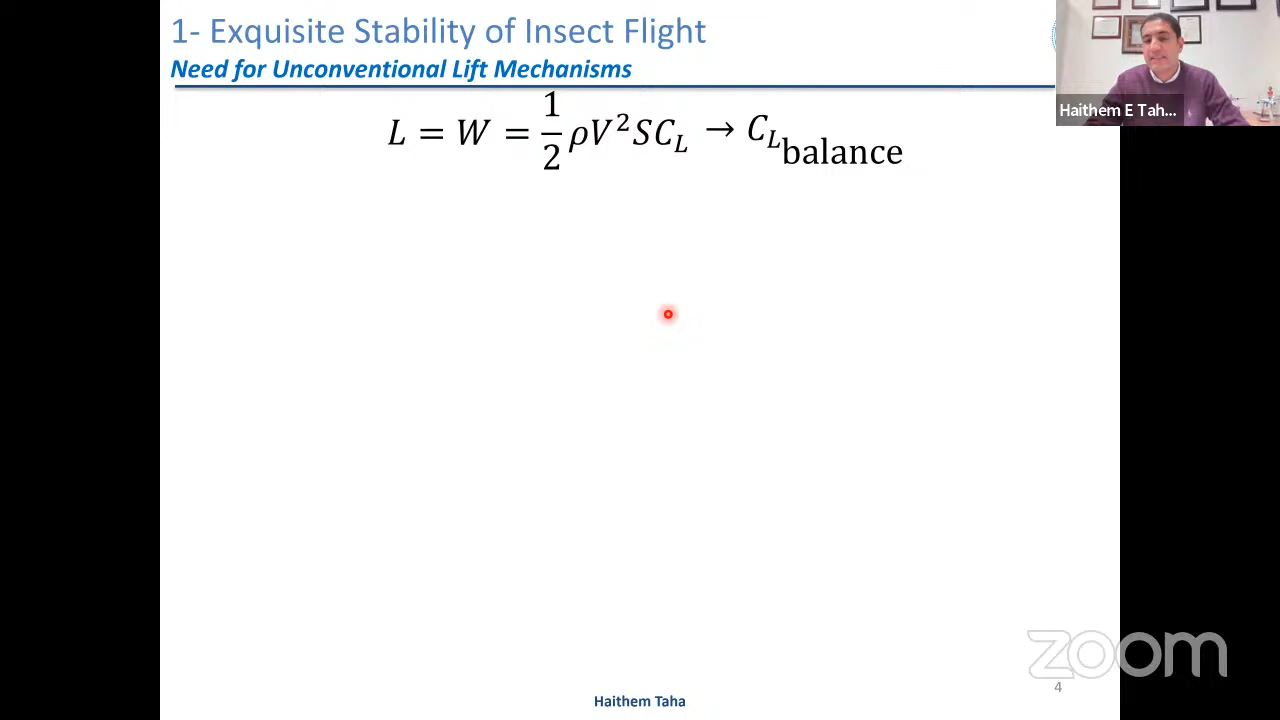 1- Exquisite Stability of Insect Flight
Need for Unconventional Lift Mechanisms
L = W = 1/2 ρV²SC_L → C_L balance
Haithem E Tah...
zoom
4
Haithem Taha